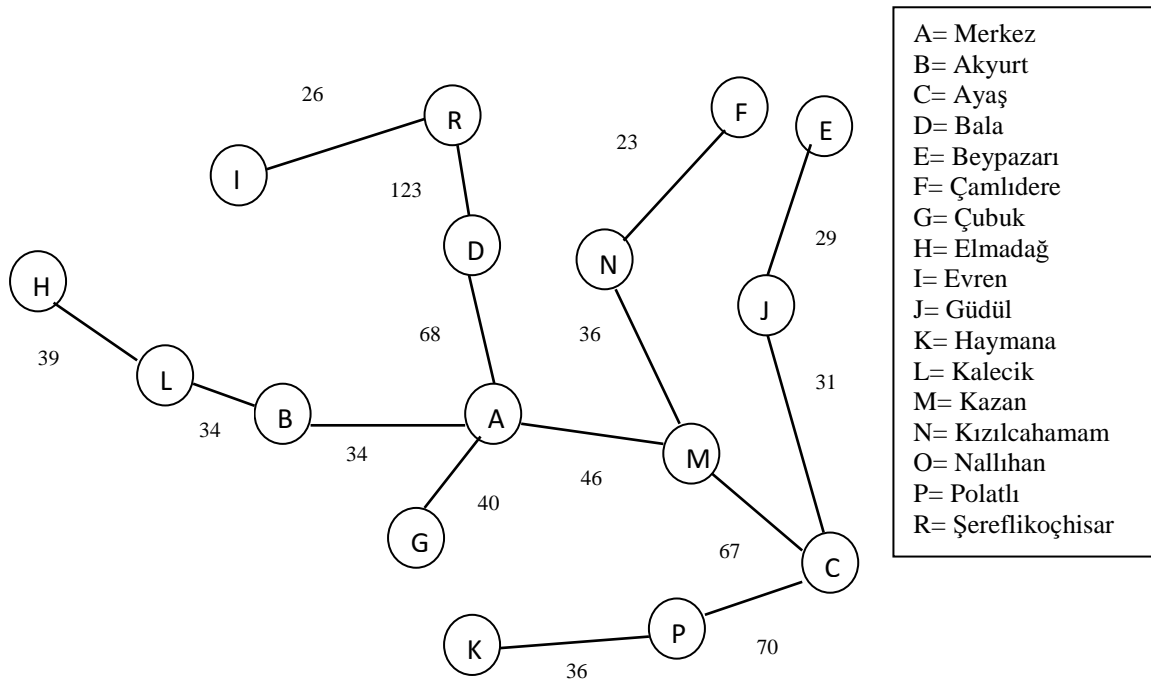 A= Merkez
B= Akyurt
C= Ayaş
D= Bala
E= Beypazarı
F= Çamlıdere
G= Çubuk
H= Elmadağ
I= Evren
J= Güdül
K= Haymana
L= Kalecik
M= Kazan
N= Kızılcahamam
O= Nallıhan
P= Polatlı
R= Şereflikoçhisar
26
R
F
E
23
I
123
D
N
29
H
J
68
36
39
L
31
34
B
34
A
46
M
40
G
67
C
K
36
P
70